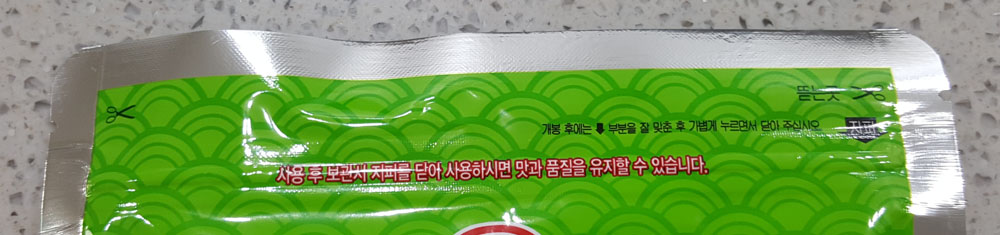 뜯는곳
개봉 후에는 부분을 잘 맞춘 후 가볍게 누르면서 닫아 주십시오
지퍼
사용 후 보관시 지퍼를 닫아 사용하시면 맛과 품질을 유지할 수 있습니다.